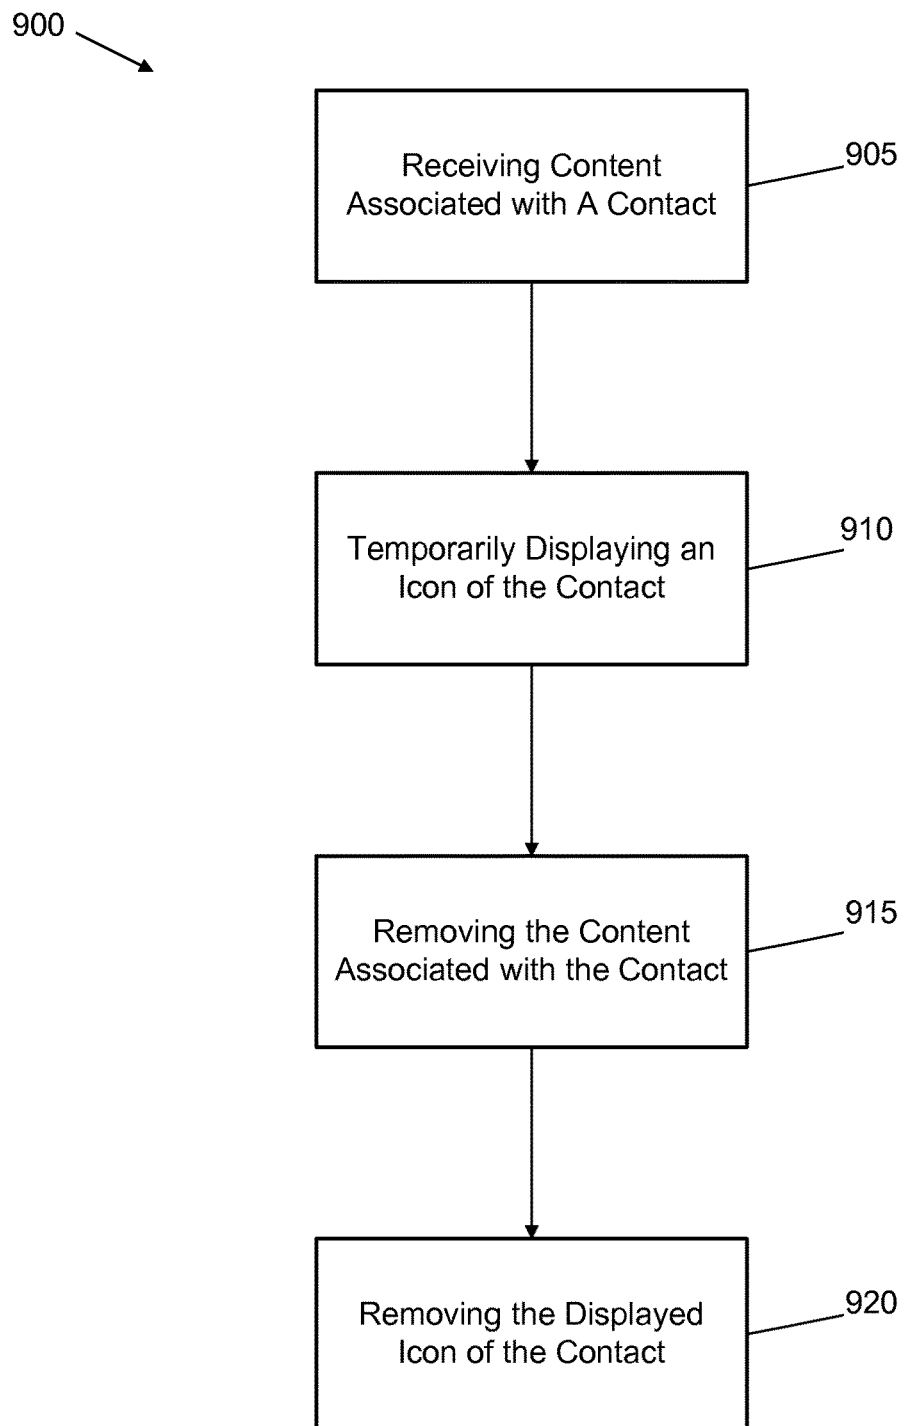 900
Receiving Content
Associated with A Contact
905
Temporarily Displaying an
Icon of the Contact
910
Removing the Content
Associated with the Contact
915
Removing the Displayed
Icon of the Contact
920